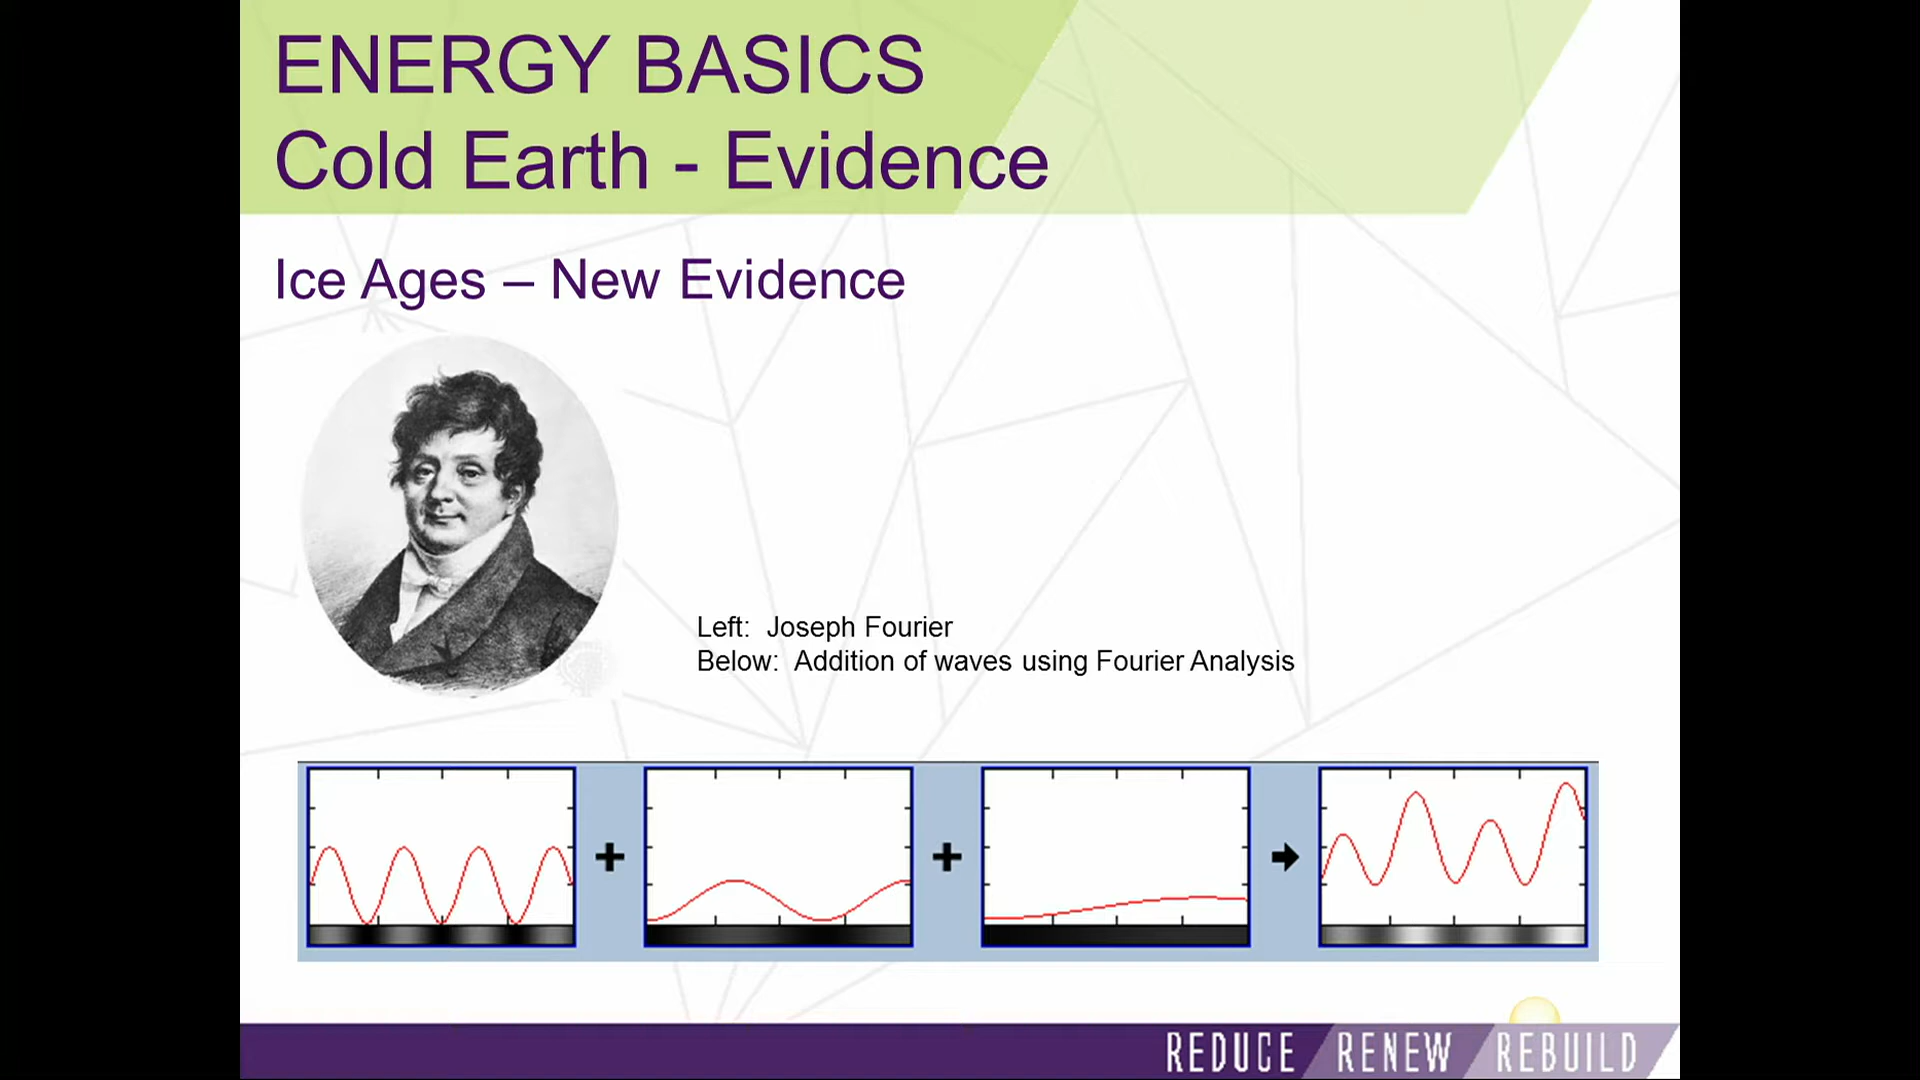 ENERGY BASICS
Cold Earth - Evidence
Ice Ages – New Evidence
Left:  Joseph Fourier
Below:  Addition of waves using Fourier Analysis
REDUCE RENEW REBUILD